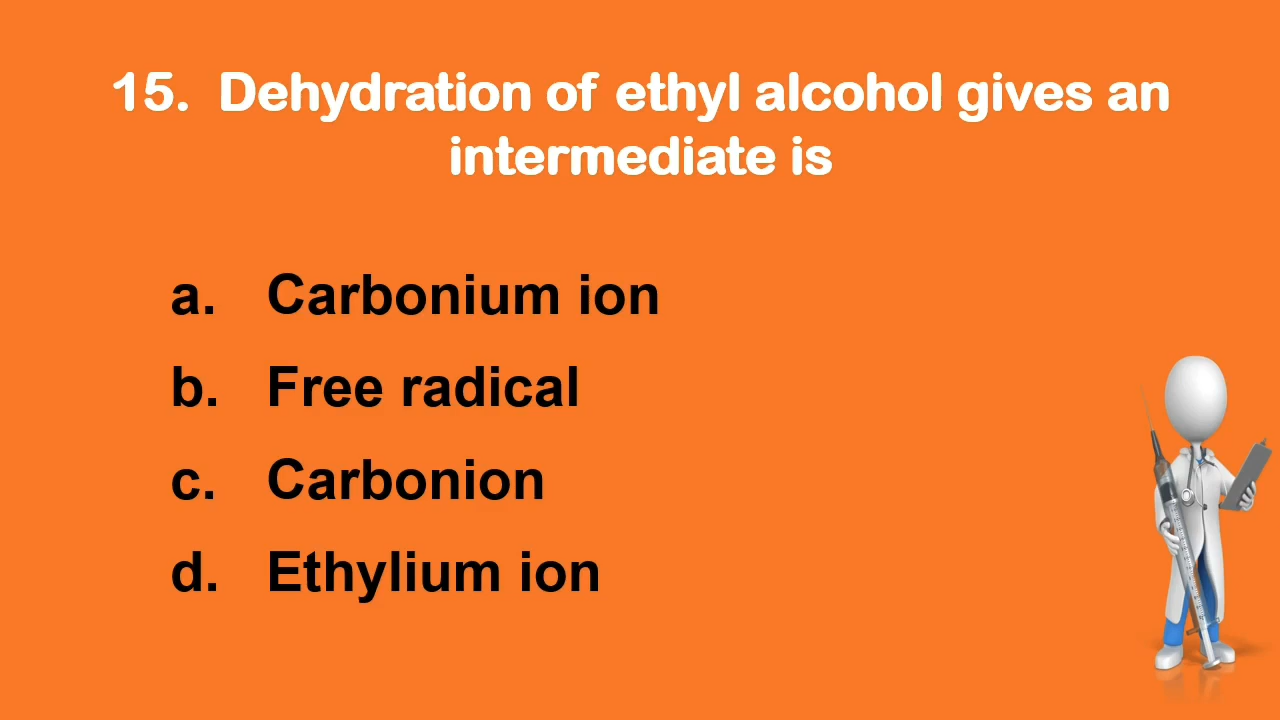 15. Dehydration of ethyl alcohol gives an
intermediate is
a. Carbonium ion
b. Free radical
c. Carbonion
d. Ethylium ion